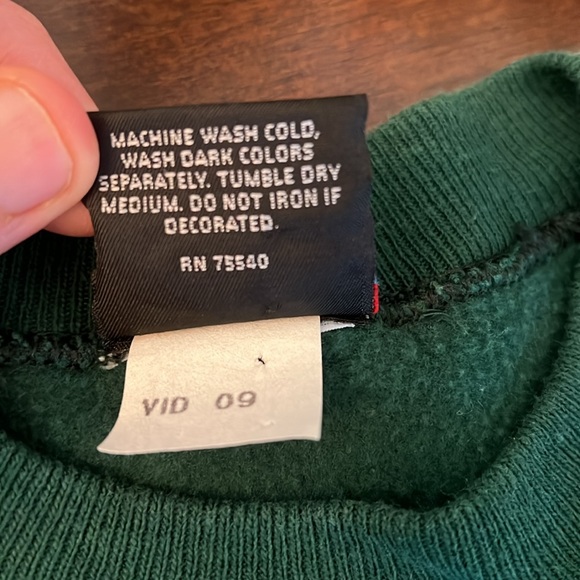 MACHINE WASH COLD,
WASH DARK COLORS
SEPARATELY. TUMBLE DRY
MEDIUM. DO NOT IRON IF
DECORATED.
RN 75540
VID 09